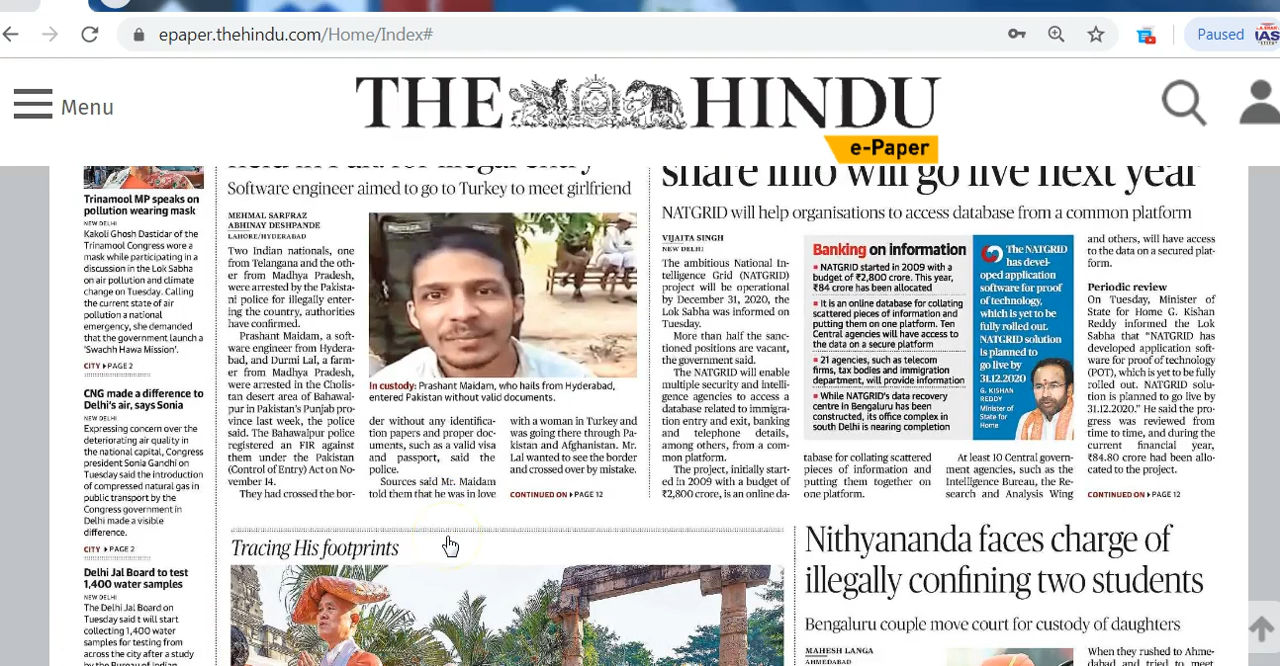 epaper.thehindu.com/Home/Index#
Paused
IAS
Menu
THE HINDU
e-Paper
Trinamool MP speaks on
pollution wearing mask
NEW DELHI
Kakoli Ghosh Dastidar of the
Trinamool Congress wore a
mask while participating in a
discussion in the Lok Sabha
on air pollution and climate
change on Tuesday. Calling
the current state of air
pollution a national
emergency, she demanded
that the government launch a
'Swachh Hawa Mission'.
CITY ▶ PAGE 2
CNG made a difference to
Delhi's air, says Sonia
NEW DELHI
Expressing concern over the
deteriorating air quality in
the national capital, Congress
president Sonia Gandhi on
Tuesday said the introduction
of compressed natural gas in
public transport by the
Congress government in
Delhi made a visible
difference.
CITY ▶ PAGE 2
Delhi Jal Board to test
1,400 water samples
NEW DELHI
The Delhi Jal Board on
Tuesday said t will start
collecting 1,400 water
samples for testing from
across the city after a study
by the Bureau of Indian
held in Pak. for illegal entry
Software engineer aimed to go to Turkey to meet girlfriend
MEHMAL SARFRAZ
ABHINAY DESHPANDE
LAHORE/HYDERABAD
Two Indian nationals, one
from Telangana and the oth-
er from Madhya Pradesh,
were arrested by the Pakista-
ni police for illegally enter-
ing the country, authorities
have confirmed.
Prashant Maidam, a soft-
ware engineer from Hydera-
bad, and Durmi Lal, a farm-
er from Madhya Pradesh,
were arrested in the Cholis-
tan desert area of Bahawal-
pur in Pakistan's Punjab pro-
vince last week, the police
said. The Bahawalpur police
registered an FIR against
them under the Pakistan
(Control of Entry) Act on No-
vember 14.
They had crossed the bor-
In custody: Prashant Maidam, who hails from Hyderabad,
entered Pakistan without valid documents.
der without any identifica-
tion papers and proper doc-
uments, such as a valid visa
and passport, said the
police.
Sources said Mr. Maidam
told them that he was in love
with a woman in Turkey and
was going there through Pa-
kistan and Afghanistan. Mr.
Lal wanted to see the border
and crossed over by mistake.
CONTINUED ON ▶ PAGE 12
share info will go live next year
NATGRID will help organisations to access database from a common platform
VIJAITA SINGH
NEW DELHI
The ambitious National In-
telligence Grid (NATGRID)
project will be operational
by December 31, 2020, the
Lok Sabha was informed on
Tuesday.
More than half the sanc-
tioned positions are vacant,
the government said.
The NATGRID will enable
multiple security and intelli-
gence agencies to access a
database related to immigra-
tion entry and exit, banking
and telephone details,
among others, from a com-
mon platform.
The project, initially start-
ed in 2009 with a budget of
₹2,800 crore, is an online da-
Banking on information
NATGRID started in 2009 with a
budget of ₹2,800 crore. This year,
₹84 crore has been allocated
It is an online database for collating
scattered pieces of information and
putting them on one platform. Ten
Central agencies will have access to
the data on a secure platform
21 agencies, such as telecom
firms, tax bodies and immigration
department, will provide information
While NATGRID's data recovery
centre in Bengaluru has been
constructed, its office complex in
south Delhi is nearing completion
The NATGRID
has devel-
oped application
software for proof
of technology,
which is yet to be
fully rolled out.
NATGRID solution
is planned to
go live by
31.12.2020
G. KISHAN
REDDY
Minister of
State for
Home
tabase for collating scattered
pieces of information and
putting them together on
one platform.
At least 10 Central govern-
ment agencies, such as the
Intelligence Bureau, the Re-
search and Analysis Wing
and others, will have access
to the data on a secured plat-
form.
Periodic review
On Tuesday, Minister of
State for Home G. Kishan
Reddy informed the Lok
Sabha that "NATGRID has
developed application soft-
ware for proof of technology
(POT), which is yet to be fully
rolled out. NATGRID solu-
tion is planned to go live by
31.12.2020." He said the pro-
gress was reviewed from
time to time, and during the
current financial year,
₹84.80 crore had been allo-
cated to the project.
CONTINUED ON ▶ PAGE 12
Tracing His footprints
Nithyananda faces charge of
illegally confining two students
Bengaluru couple move court for custody of daughters
MAHESH LANGA
AHMEDABAD
When they rushed to Ahme-
dabad and tried to meet